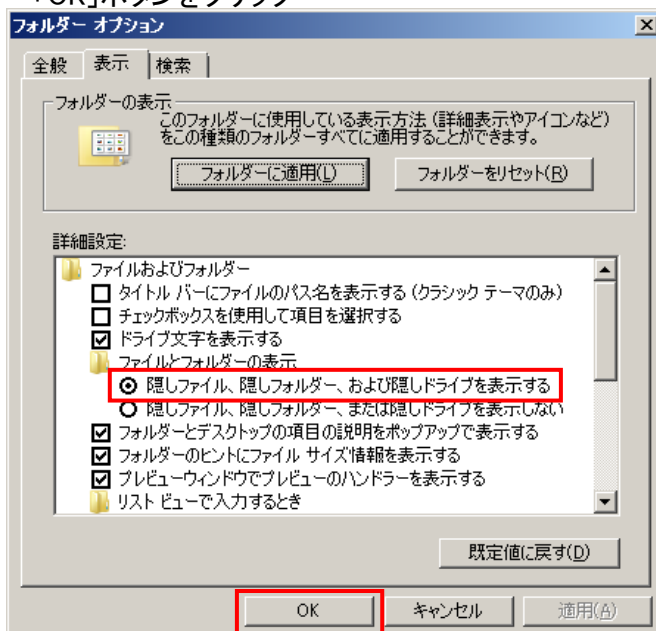 「OK」ボタンをクリック
フォルダー オプション
全般 表示 検索
フォルダーの表示
このフォルダーに使用している表示方法 (詳細表示やアイコンなど)
をこの種類のフォルダーすべてに適用することができます。
フォルダーに適用(L) フォルダーをリセット(R)
詳細設定:
ファイルおよびフォルダー
タイトル バーにファイルのパス名を表示する (クラシック テーマのみ)
チェックボックスを使用して項目を選択する
ドライブ文字を表示する
ファイルとフォルダーの表示
隠しファイル、隠しフォルダー、および隠しドライブを表示する
隠しファイル、隠しフォルダー、または隠しドライブを表示しない
フォルダーとデスクトップの項目の説明をポップアップで表示する
フォルダーのヒントにファイル サイズ情報を表示する
プレビューウィンドウでプレビューのハンドラーを表示する
リスト ビューで入力するとき
既定値に戻す(D)
OK キャンセル 適用(A)